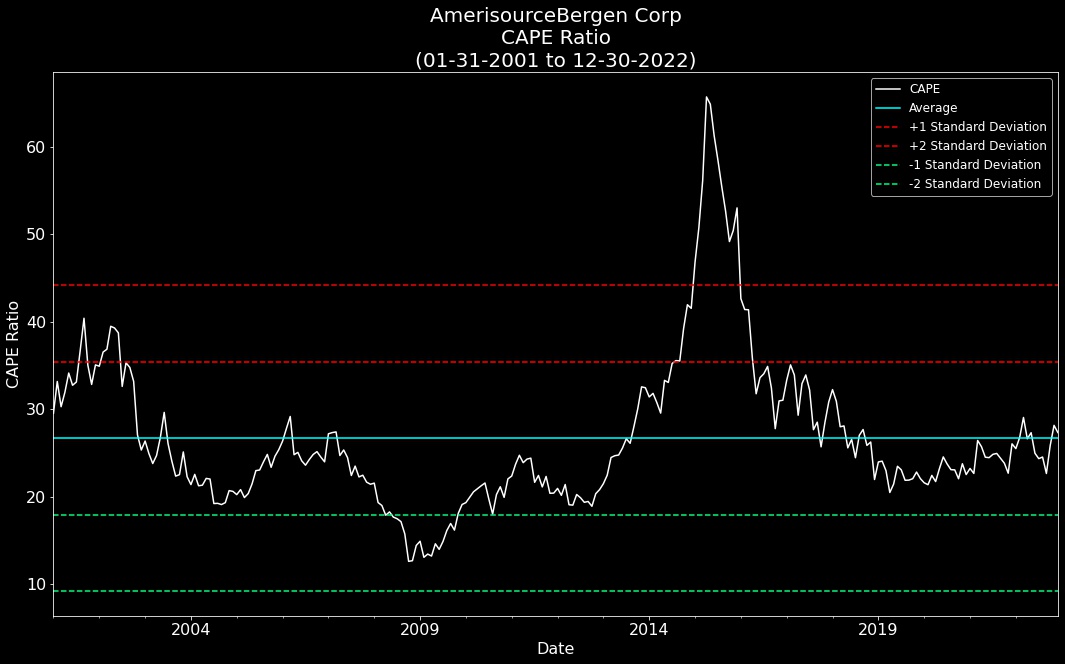 AmerisourceBergen Corp
CAPE Ratio
(01-31-2001 to 12-30-2022)
CAPE
Average
+1 Standard Deviation
+2 Standard Deviation
-1 Standard Deviation
-2 Standard Deviation
60
50
40
30
20
10
CAPE Ratio
2004
2009
2014
2019
Date